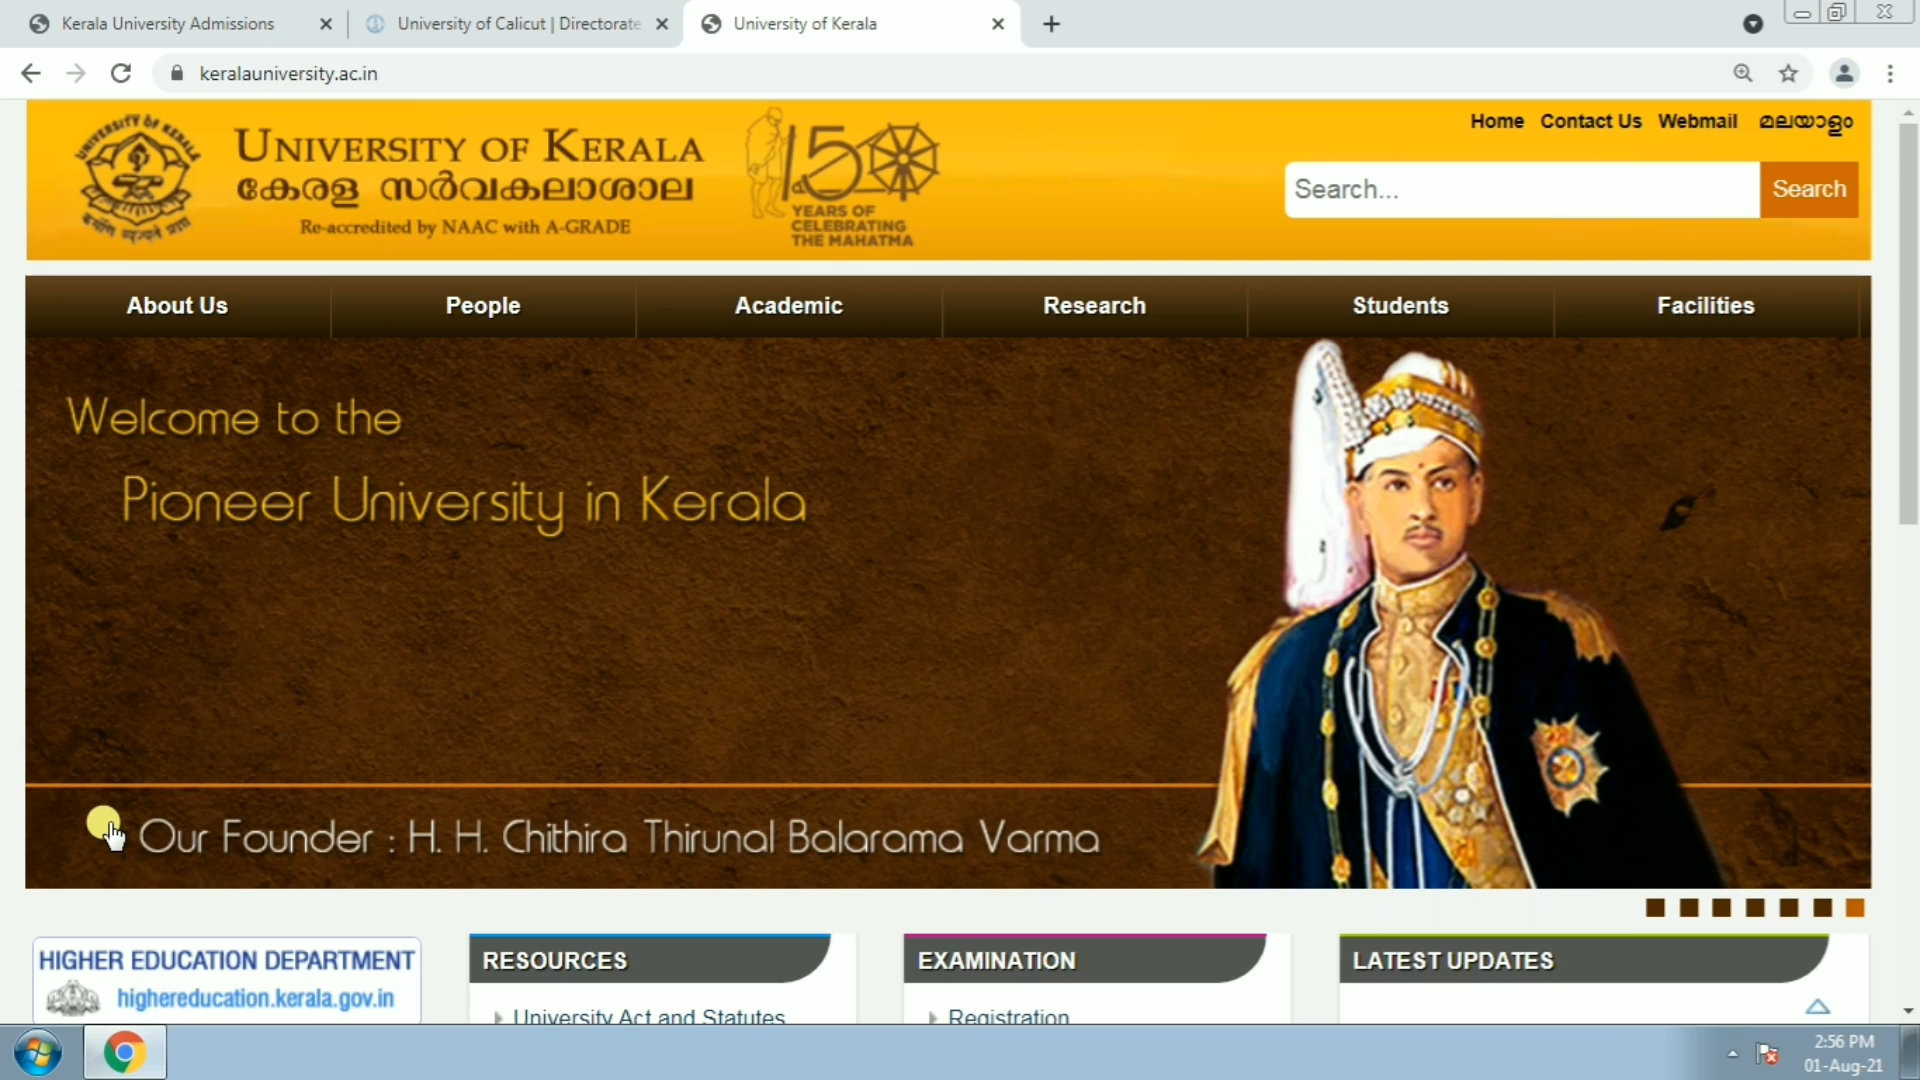 Kerala University Admissions
University of Calicut | Directorate
University of Kerala
keralauniversity.ac.in
Home Contact Us Webmail മലയാളം
UNIVERSITY OF KERALA
കേരള സർവകലാശാല
Re-accredited by NAAC with A-GRADE
150
YEARS OF
CELEBRATING
THE MAHATMA
Search...
Search
About Us People Academic Research Students Facilities
Welcome to the
Pioneer University in Kerala
Our Founder : H. H. Chithira Thirunal Balarama Varma
HIGHER EDUCATION DEPARTMENT
highereducation.kerala.gov.in
RESOURCES
University Act and Statutes
EXAMINATION
Registration
LATEST UPDATES
2:56 PM
01-Aug-21